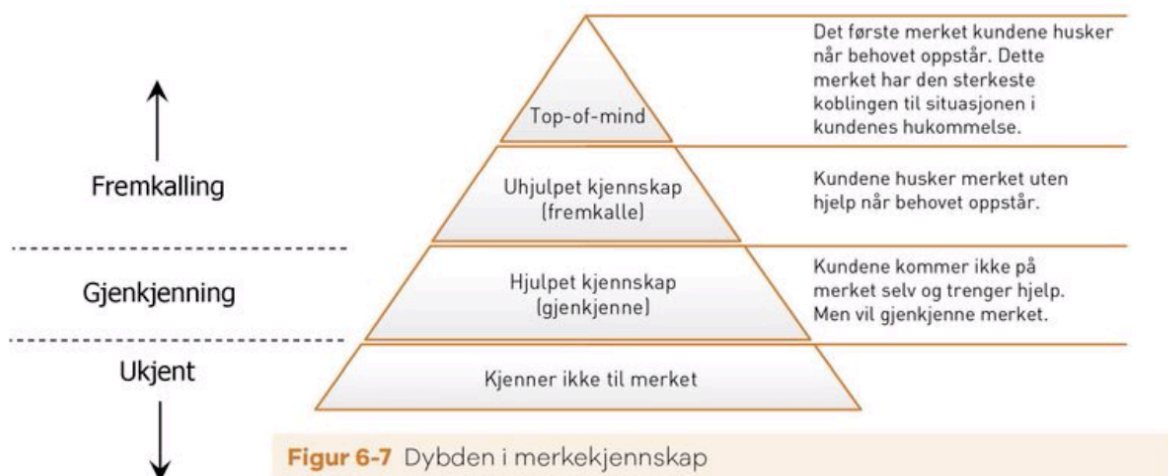 Fremkalling
Gjenkjenning
Ukjent
Top-of-mind
Uhjulpet kjennskap
(fremkalle)
Hjulpet kjennskap
(gjenkjenne)
Kjenner ikke til merket
Det første merket kundene husker
når behovet oppstår. Dette
merket har den sterkeste
koblingen til situasjonen i
kundenes hukommelse.
Kundene husker merket uten
hjelp når behovet oppstår.
Kundene kommer ikke på
merket selv og trenger hjelp.
Men vil gjenkjenne merket.
Figur 6-7 Dybden i merkekjennskap